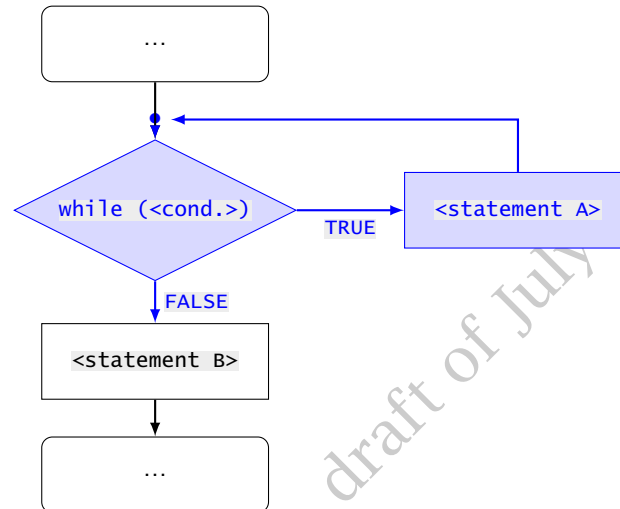 ...
while (<cond.>)
TRUE
<statement A>
FALSE
<statement B>
...
draft of July